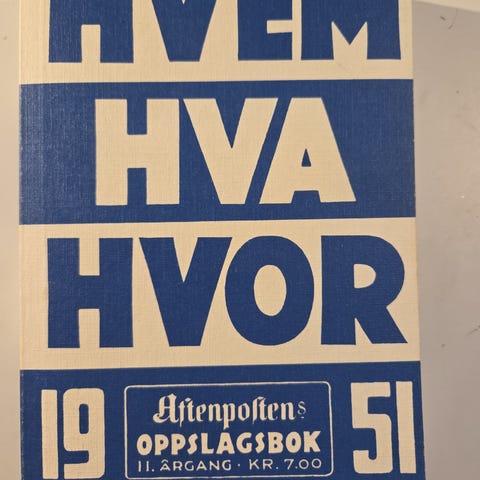 HVEM
HVA
HVOR
19 51
Aftenpostens
OPPSLAGSBOK
11. ÅRGANG · KR. 7.00